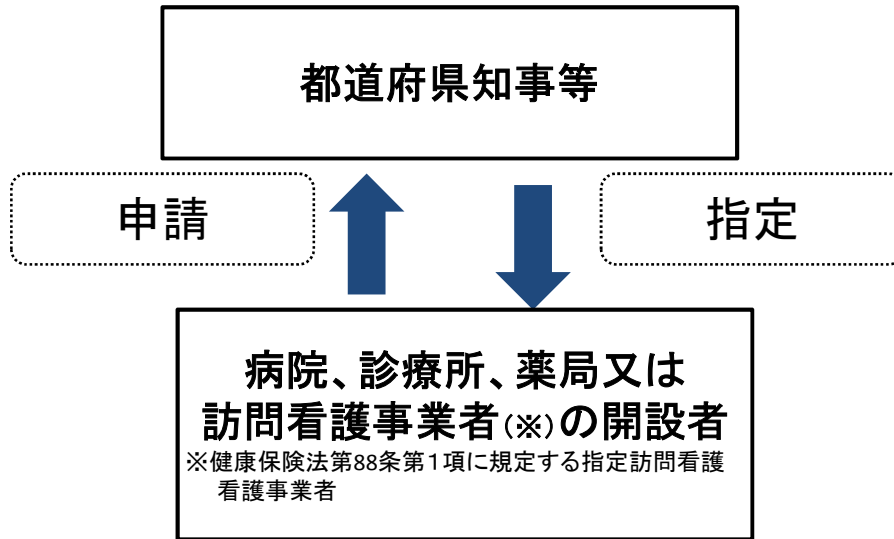 都道府県知事等
申請
指定
病院、診療所、薬局又は
訪問看護事業者(※)の開設者
※健康保険法第88条第1項に規定する指定訪問看護
看護事業者